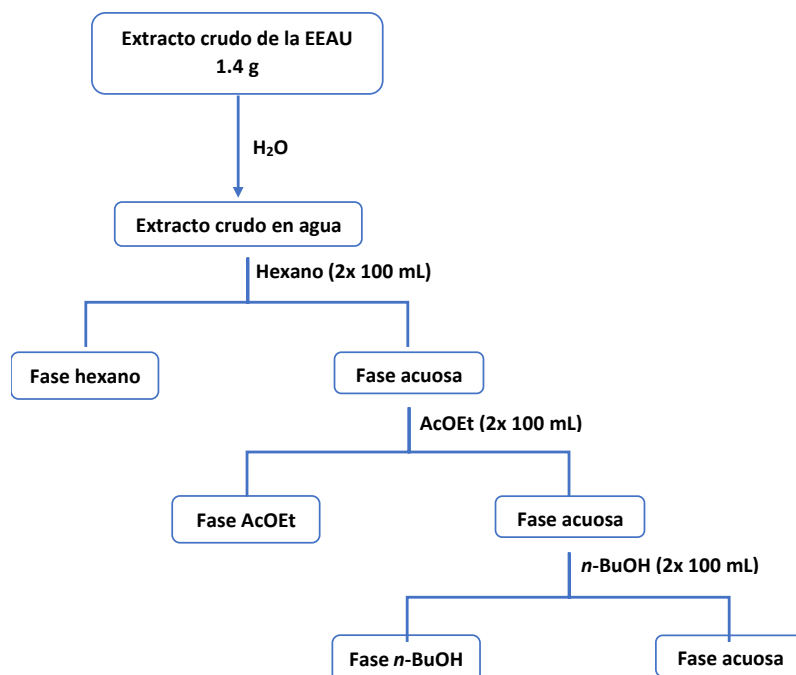 Extracto crudo de la EEAU
1.4 g
H₂O
Extracto crudo en agua
Hexano (2x 100 mL)
Fase hexano
Fase acuosa
AcOEt (2x 100 mL)
Fase AcOEt
Fase acuosa
n-BuOH (2x 100 mL)
Fase n-BuOH
Fase acuosa